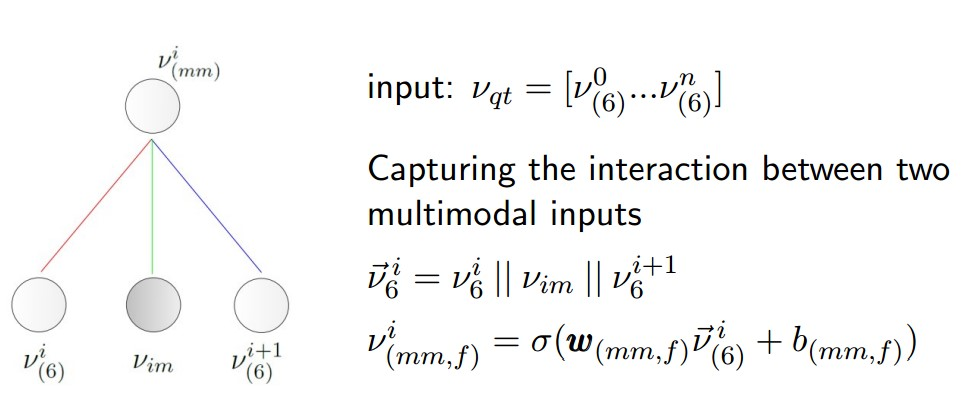 ν^i_(mm)
ν^i_(6)
ν_im
ν^{i+1}_(6)
input: ν_qt = [ν^0_(6)...ν^n_(6)]
Capturing the interaction between two
multimodal inputs
ν⃗^i_6 = ν^i_6 || ν_im || ν^{i+1}_6
ν^i_(mm,f) = σ(w_(mm,f) ν⃗^i_(6) + b_(mm,f))